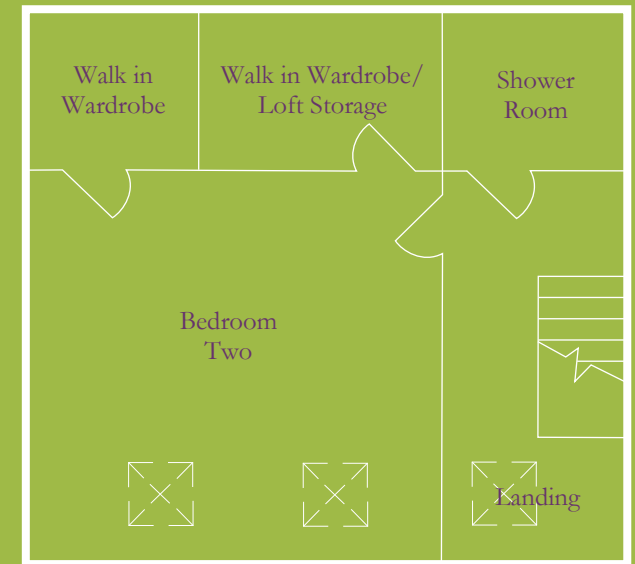 Walk in
Wardrobe
Walk in Wardrobe/
Loft Storage
Shower
Room
Bedroom
Two
Landing